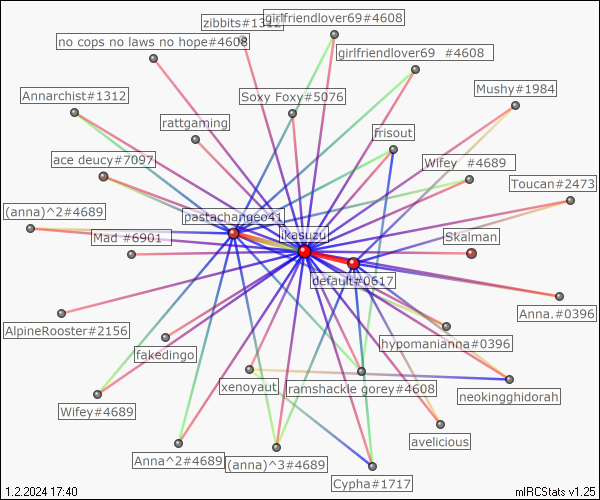 zibbits#1312
girlfriendlover69#4608
no cops no laws no hope#4608
girlfriendlover69 #4608
Annarchist#1312
Soxy Foxy#5076
Mushy#1984
rattgaming
frisout
ace deucy#7097
Wifey #4689
Toucan#2473
(anna)^2#4689
pastachangeo41
Mad #6901
ikasuzu
Skalman
default#0617
Anna.#0396
AlpineRooster#2156
hypomanianna#0396
fakedingo
xenoyaut
ramshackle gorey#4608
neokingghidorah
Wifey#4689
avelicious
Anna^2#4689
(anna)^3#4689
Cypha#1717
1.2.2024 17:40
mIRCStats v1.25